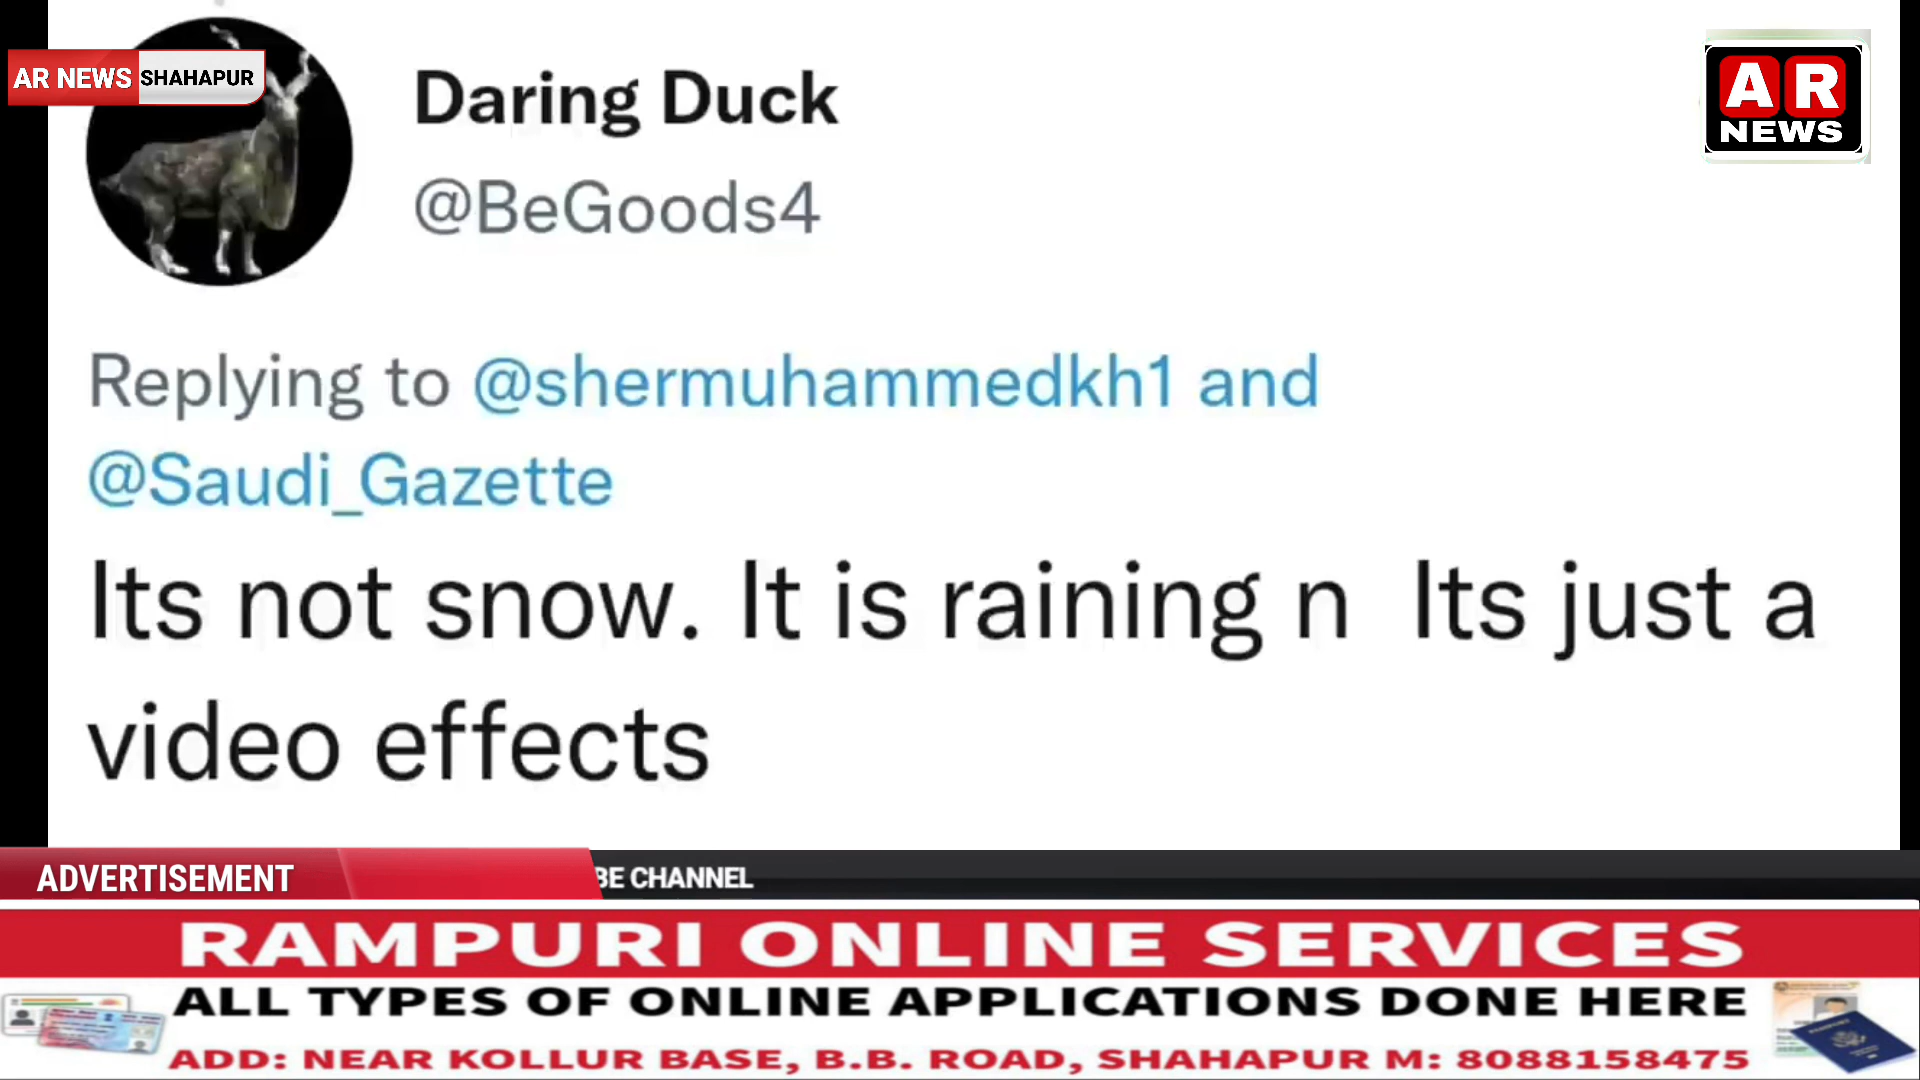 AR NEWS SHAHAPUR
AR
NEWS
Daring Duck
@BeGoods4
Replying to @shermuhammedkh1 and
@Saudi_Gazette
Its not snow. It is raining n  Its just a
video effects
ADVERTISEMENT
BE CHANNEL
RAMPURI ONLINE SERVICES
ALL TYPES OF ONLINE APPLICATIONS DONE HERE
ADD: NEAR KOLLUR BASE, B.B. ROAD, SHAHAPUR M: 8088158475